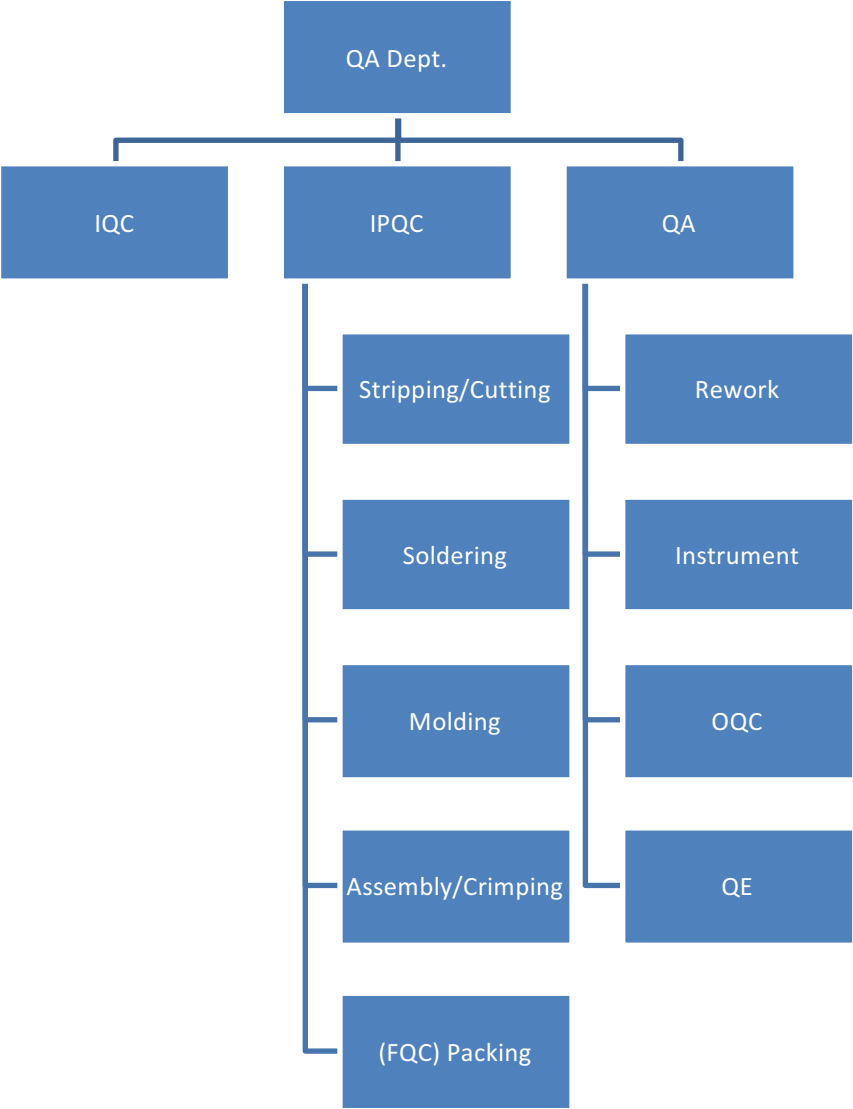 QA Dept.
IQC
IPQC
QA
Stripping/Cutting
Rework
Soldering
Instrument
Molding
OQC
Assembly/Crimping
QE
(FQC) Packing